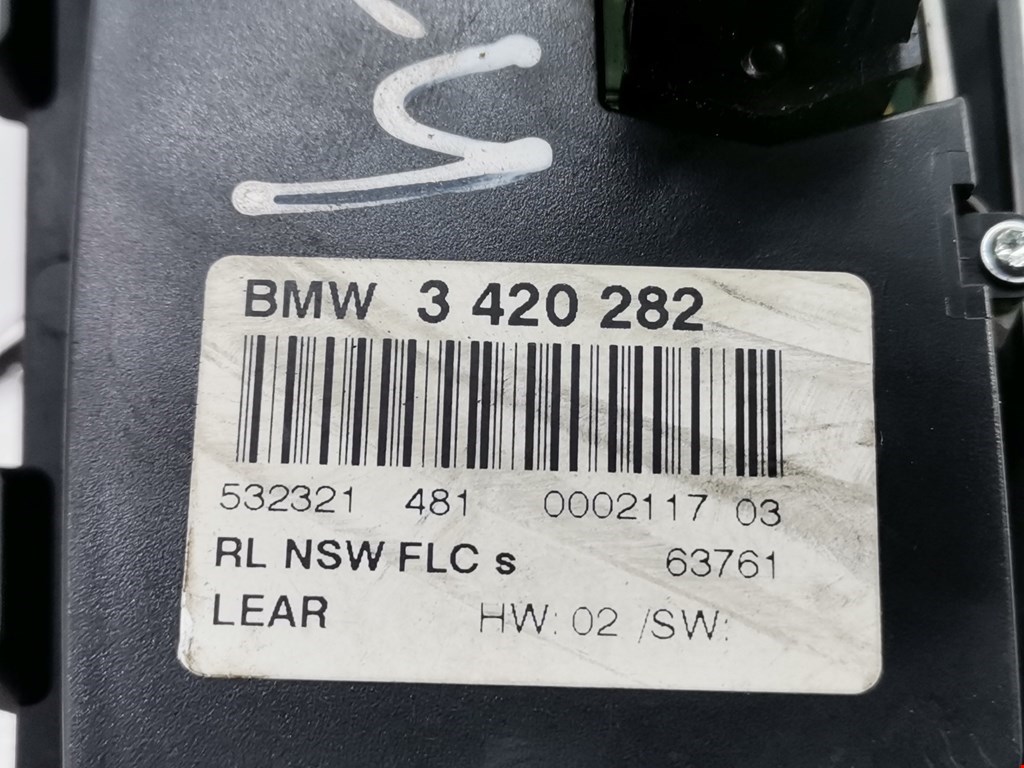 BMW 3 420 282
532321 481 0002117 03
RL NSW FLC s 63761
LEAR HW: 02 /SW: